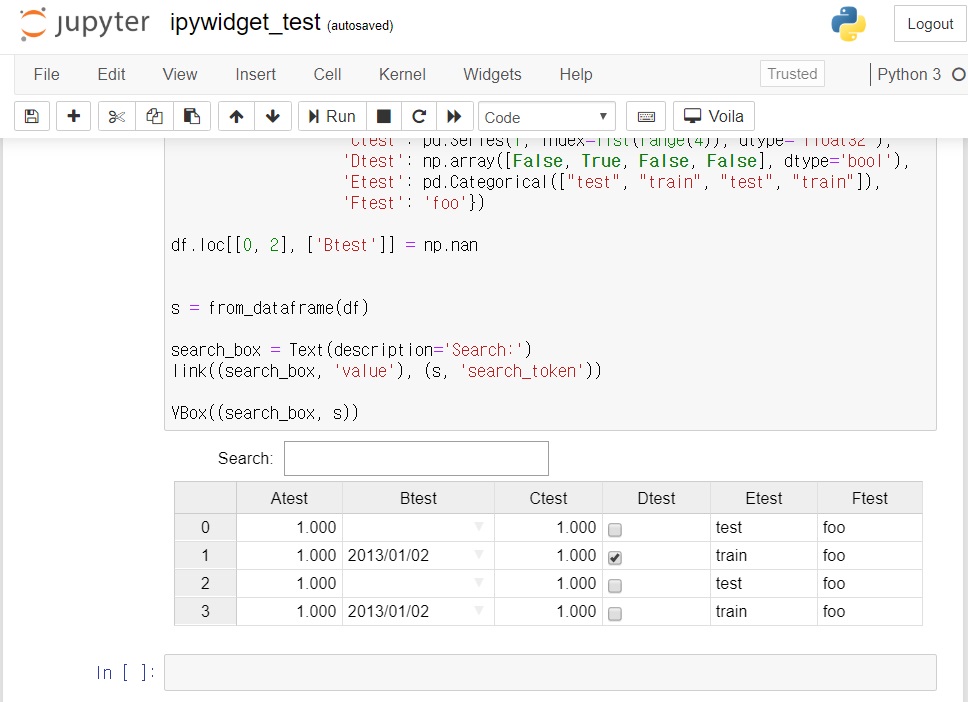 jupyter ipywidget_test (autosaved) Logout
File Edit View Insert Cell Kernel Widgets Help Trusted Python 3
Run Code Voila
'Ctest': pd.Series(1, index=list(range(4)), dtype='float32'),
'Dtest': np.array([False, True, False, False], dtype='bool'),
'Etest': pd.Categorical(["test", "train", "test", "train"]),
'Ftest': 'foo'})
df.loc[[0, 2], ['Btest']] = np.nan
s = from_dataframe(df)
search_box = Text(description='Search:')
link((search_box, 'value'), (s, 'search_token'))
VBox((search_box, s))
Search:
Atest Btest Ctest Dtest Etest Ftest
0 1.000 1.000 test foo
1 1.000 2013/01/02 1.000 train foo
2 1.000 1.000 test foo
3 1.000 2013/01/02 1.000 train foo
In [ ]: